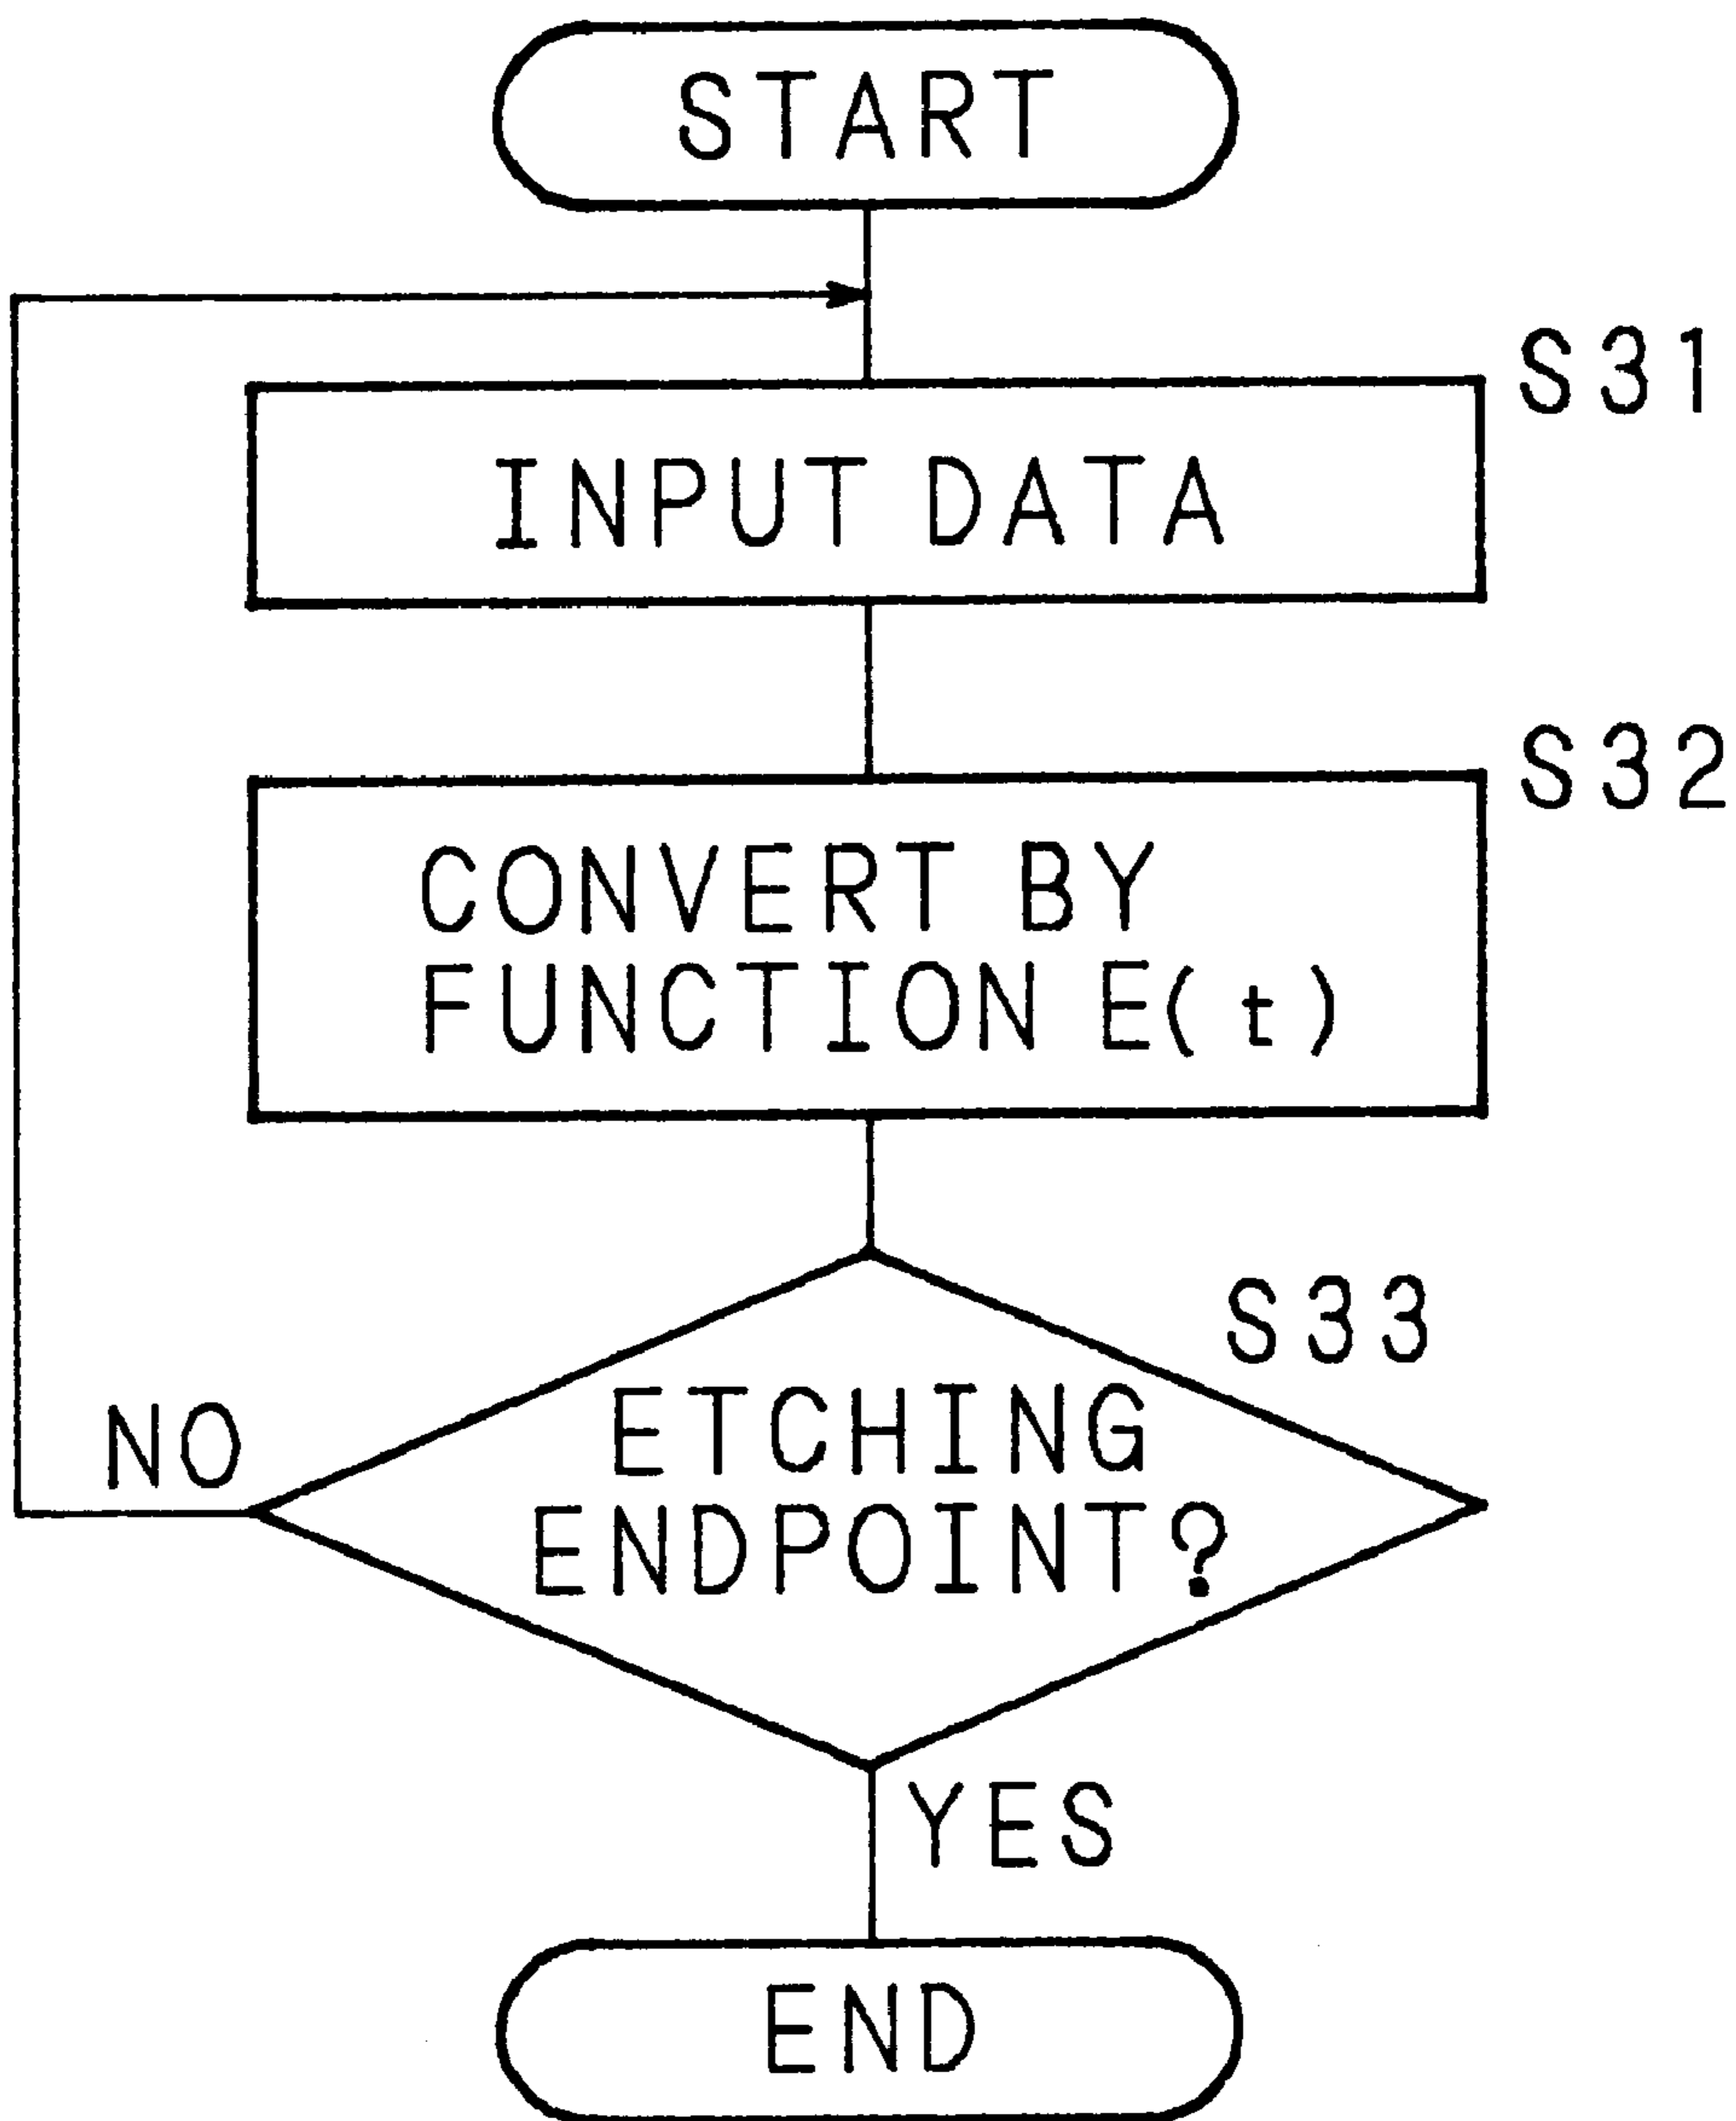 START
S31
INPUT DATA
S32
CONVERT BY
FUNCTION E(t)
S33
ETCHING
ENDPOINT?
NO
YES
END